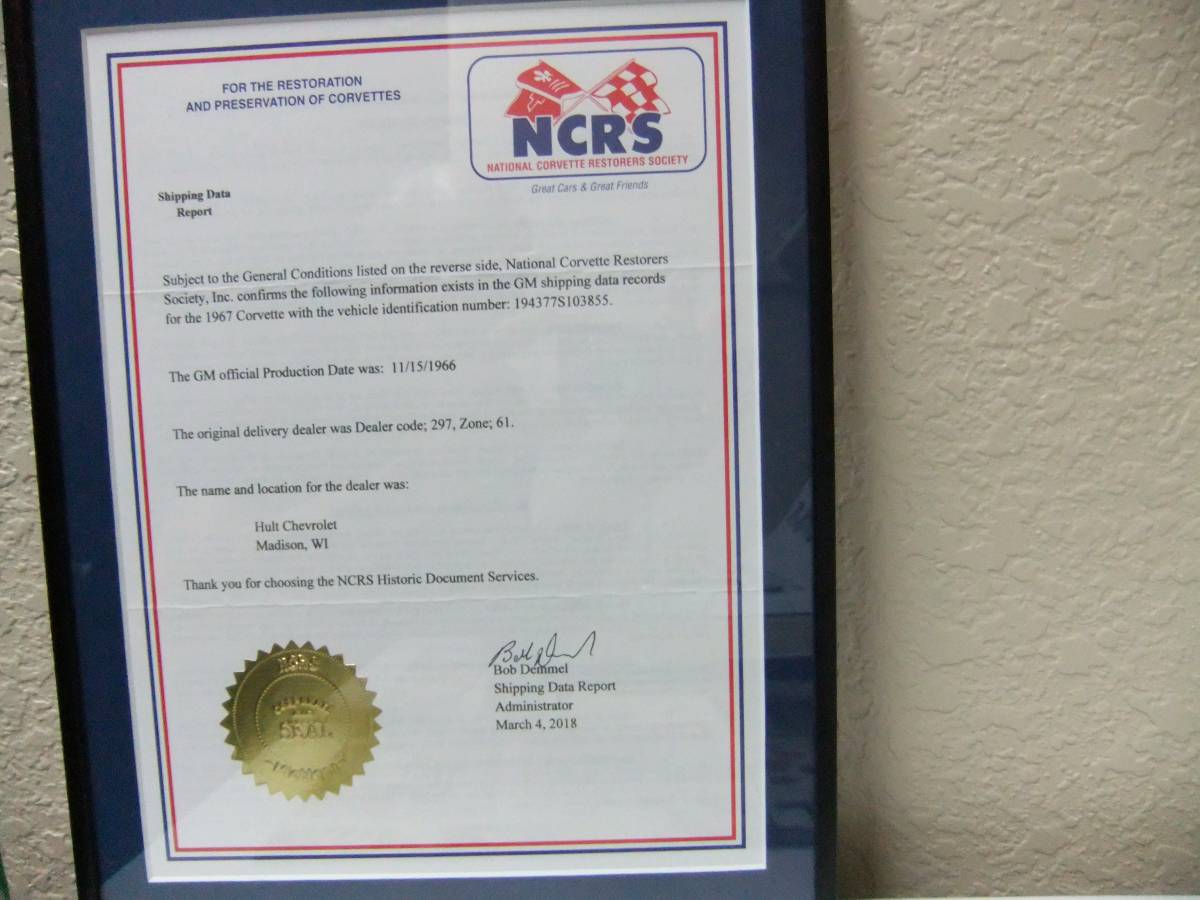 FOR THE RESTORATION
AND PRESERVATION OF CORVETTES
NCRS
NATIONAL CORVETTE RESTORERS SOCIETY
Great Cars & Great Friends
Shipping Data
Report
Subject to the General Conditions listed on the reverse side, National Corvette Restorers
Society, Inc. confirms the following information exists in the GM shipping data records
for the 1967 Corvette with the vehicle identification number: 194377S103855.
The GM official Production Date was: 11/15/1966
The original delivery dealer was Dealer code; 297, Zone; 61.
The name and location for the dealer was:
Hult Chevrolet
Madison, WI
Thank you for choosing the NCRS Historic Document Services.
Bob Demmel
Shipping Data Report
Administrator
March 4, 2018
NCRS
SEAL